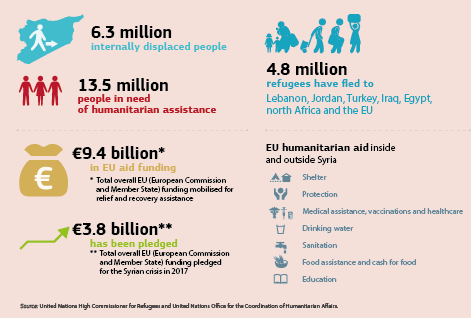 6.3 million
internally displaced people
13.5 million
people in need
of humanitarian assistance
4.8 million
refugees have fled to
Lebanon, Jordan, Turkey, Iraq, Egypt,
north Africa and the EU
€
€9.4 billion*
in EU aid funding
* Total overall EU (European Commission
and Member State) funding mobilised for
relief and recovery assistance
€3.8 billion**
has been pledged
** Total overall EU (European Commission
and Member State) funding pledged
for the Syrian crisis in 2017
EU humanitarian aid inside
and outside Syria
Shelter
Protection
Medical assistance, vaccinations and healthcare
Drinking water
Sanitation
Food assistance and cash for food
Education
Source: United Nations High Commissioner for Refugees and United Nations Office for the Coordination of Humanitarian Affairs.